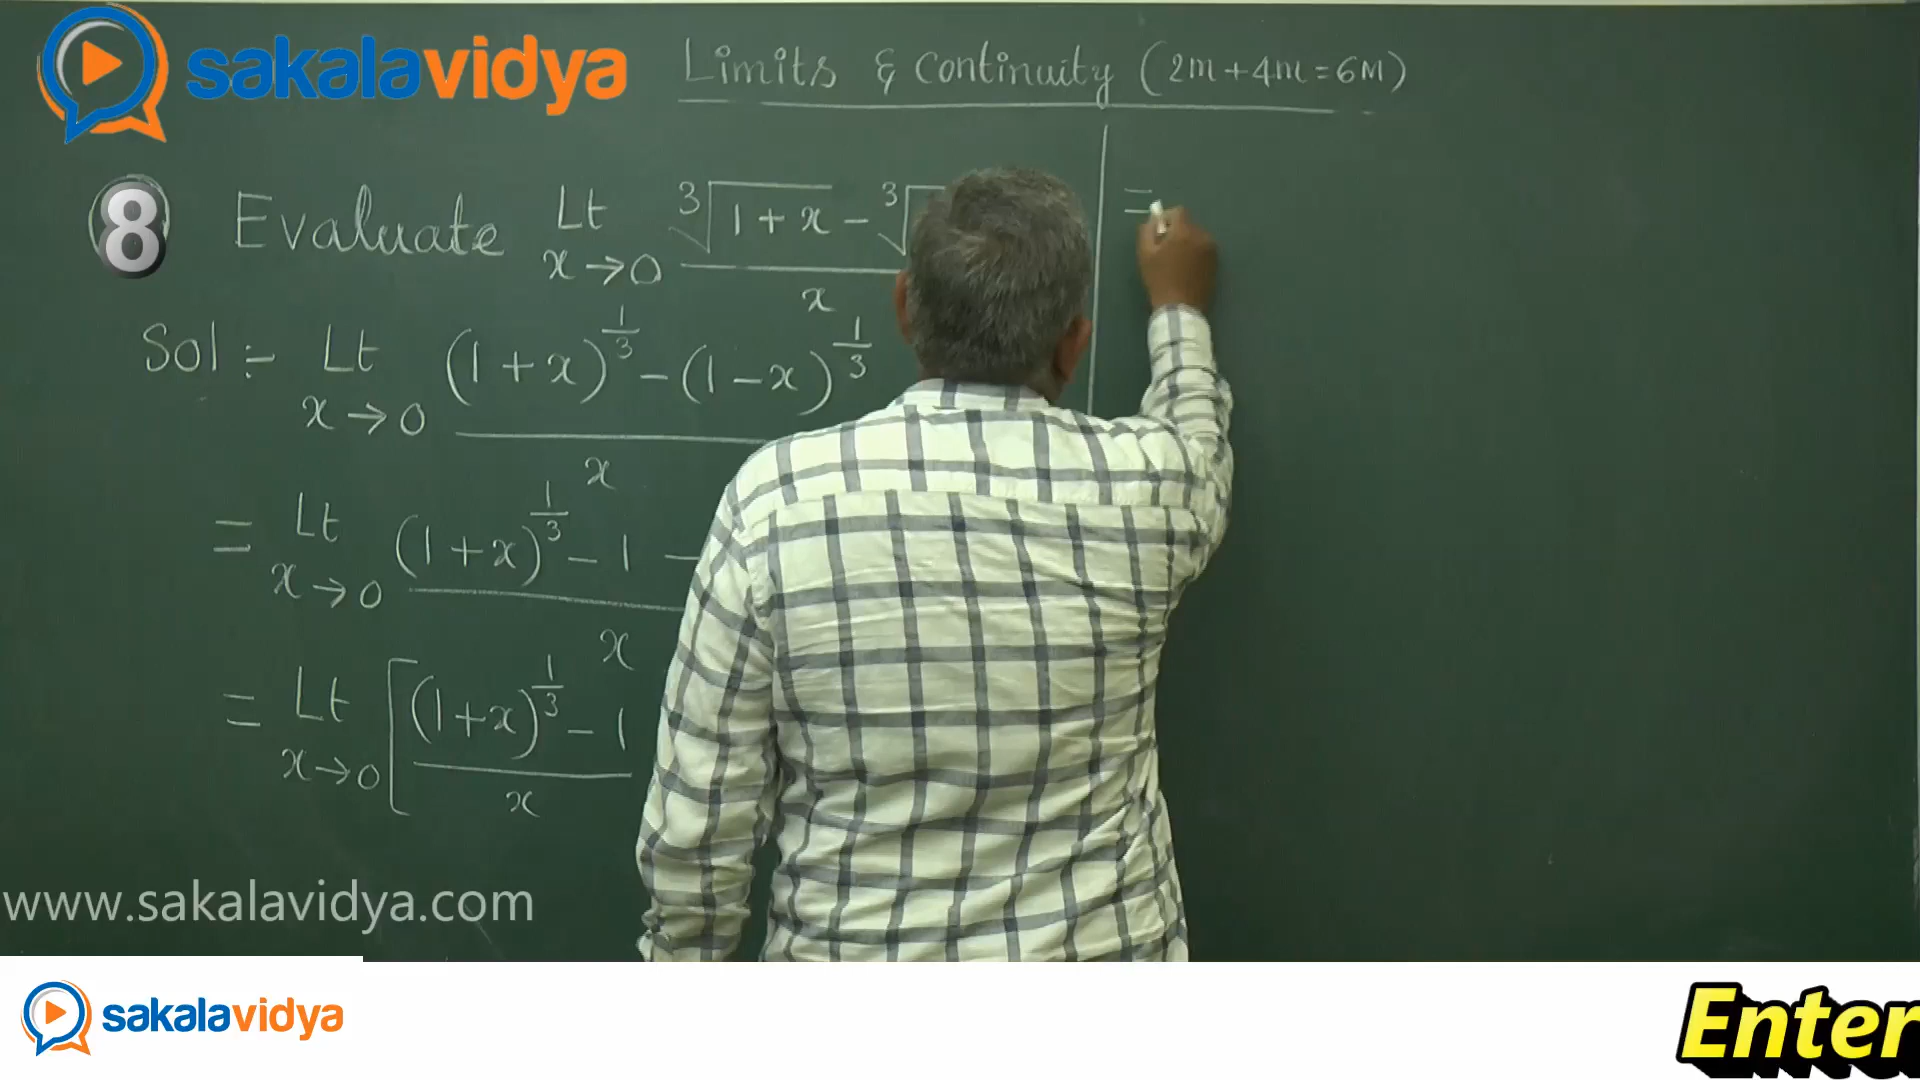 sakalavidya
Limits & Continuity (2m+4m=6M)
8 Evaluate Lt x→0 ∛(1+x) - ∛ / x
Sol:- Lt x→0 (1+x)^1/3 - (1-x)^1/3 / x
= Lt x→0 (1+x)^1/3 - 1 - / x
= Lt x→0 [ (1+x)^1/3 - 1 / x
=
www.sakalavidya.com
sakalavidya
Enter